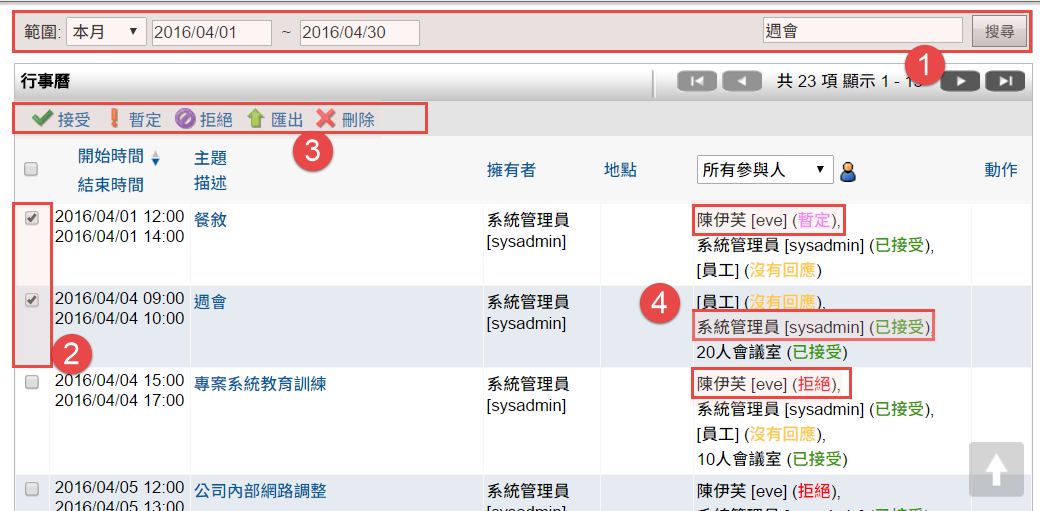 範圍: 本月 2016/04/01 ~ 2016/04/30 週會 搜尋
1
行事曆 共 23 項 顯示 1 - 
接受 暫定 拒絕 匯出 刪除
3
開始時間 結束時間 主題 描述 擁有者 地點 所有參與人 動作
2016/04/01 12:00 餐敘 系統管理員 陳伊芙 [eve] (暫定),
2016/04/01 14:00 [sysadmin] 系統管理員 [sysadmin] (已接受),
[員工] (沒有回應)
2016/04/04 09:00 週會 系統管理員 [員工] (沒有回應),
4
2016/04/04 10:00 [sysadmin] 系統管理員 [sysadmin] (已接受),
2
20人會議室 (已接受)
2016/04/04 15:00 專案系統教育訓練 系統管理員 陳伊芙 [eve] (拒絕),
2016/04/04 17:00 [sysadmin] 系統管理員 [sysadmin] (已接受),
[員工] (沒有回應),
10人會議室 (已接受)
2016/04/05 12:00 公司內部網路調整 系統管理員 陳伊芙 [eve] (拒絕),
2016/04/05 13:00 [sysadmin] 系統管理員 [sysadmin] (已接受),